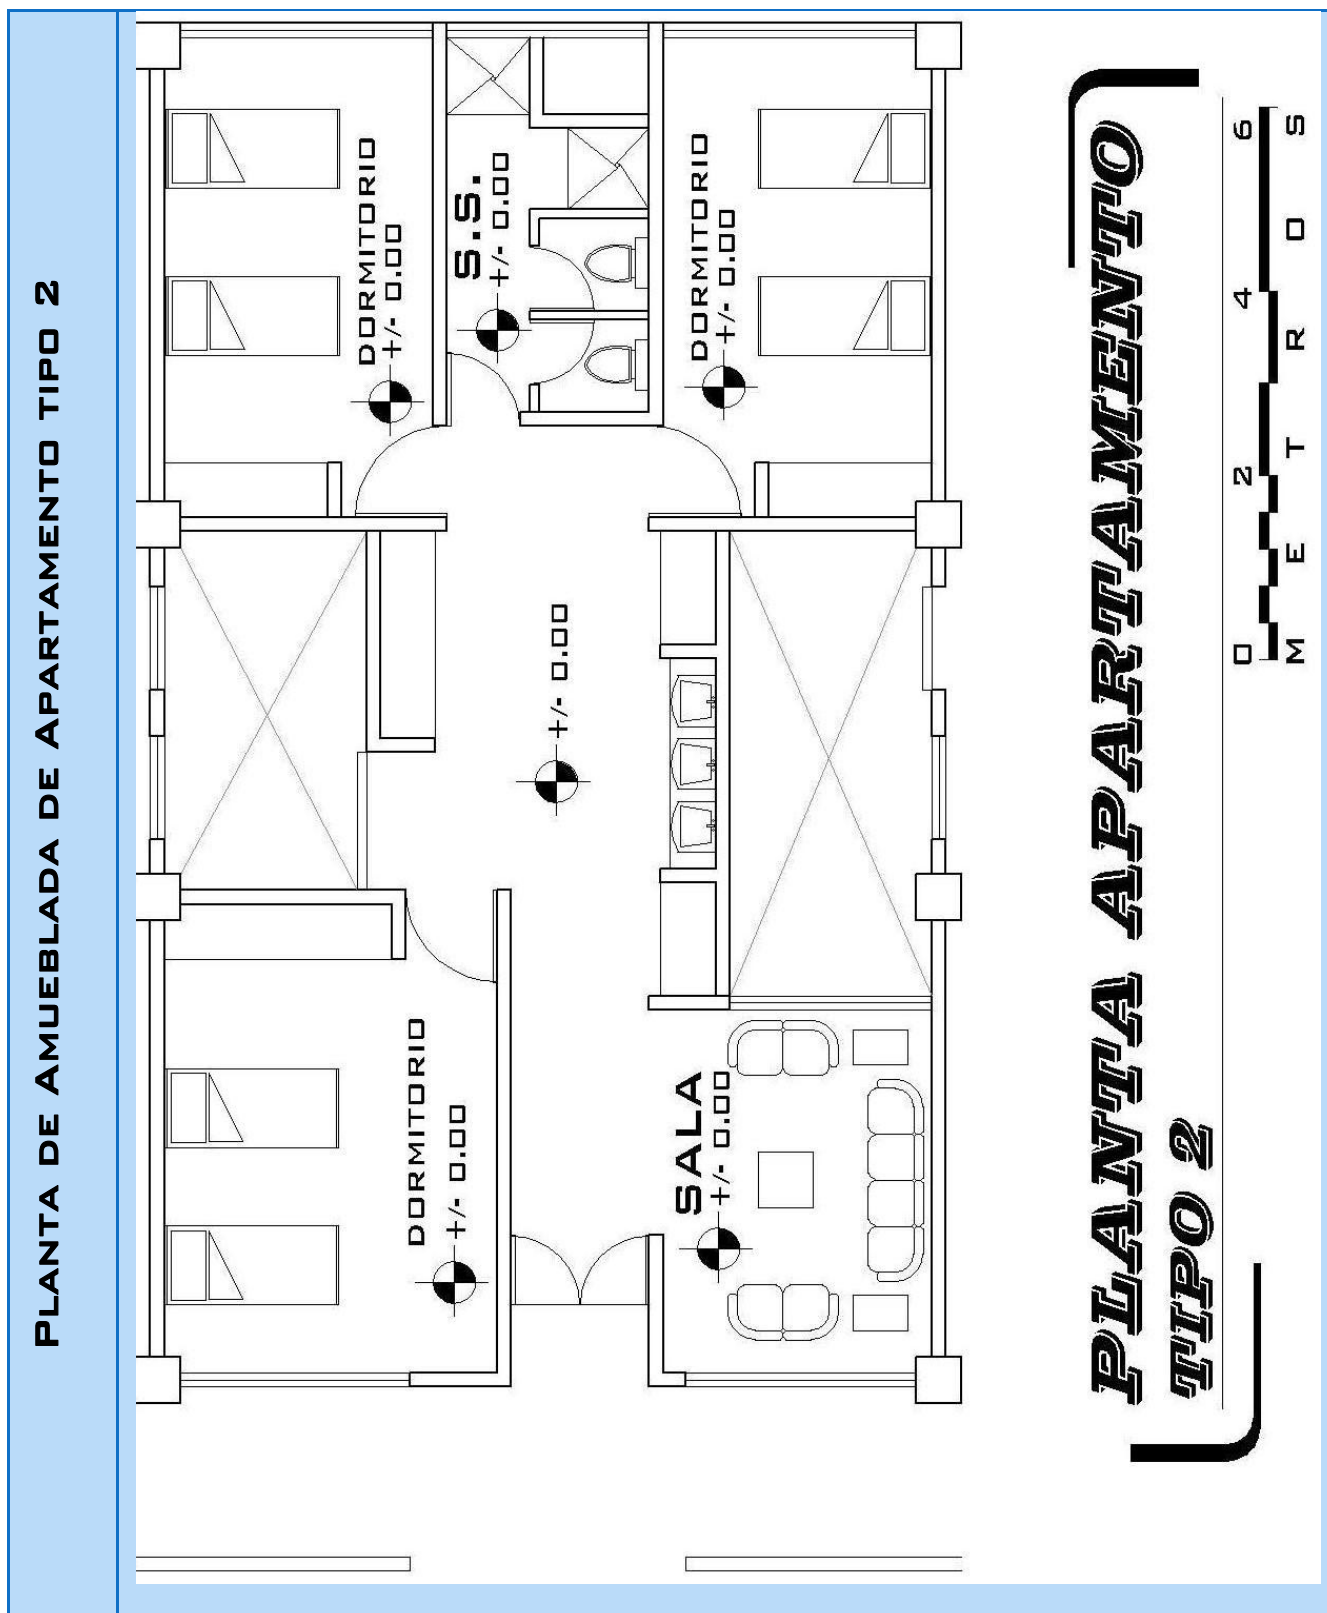 PLANTA DE AMUEBLADA DE APARTAMENTO TIPO 2
DORMITORIO
+/- 0.00
S.S.
+/- 0.00
DORMITORIO
+/- 0.00
+/- 0.00
DORMITORIO
+/- 0.00
SALA
+/- 0.00
PLANTA APARTAMENTO
TIPO 2
0 2 4 6
METROS